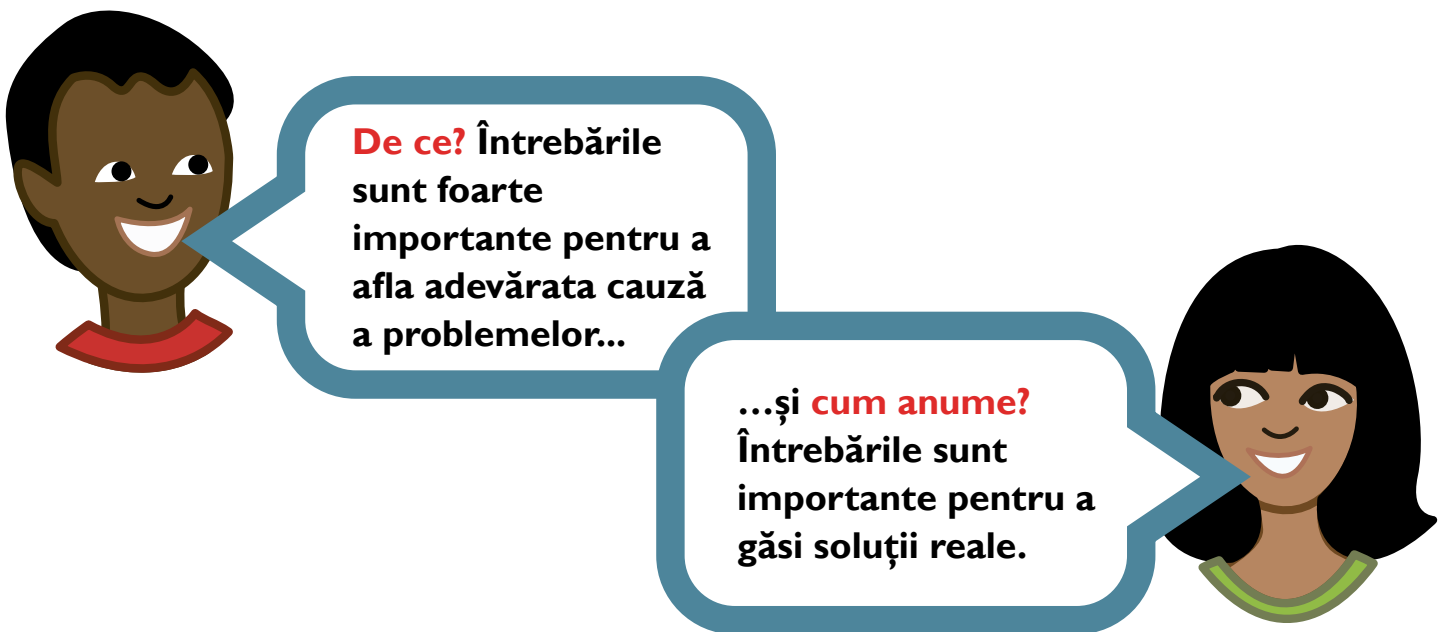 De ce? Întrebările
sunt foarte
importante pentru a
afla adevărata cauză
a problemelor...
...și cum anume?
Întrebările sunt
importante pentru a
găsi soluții reale.